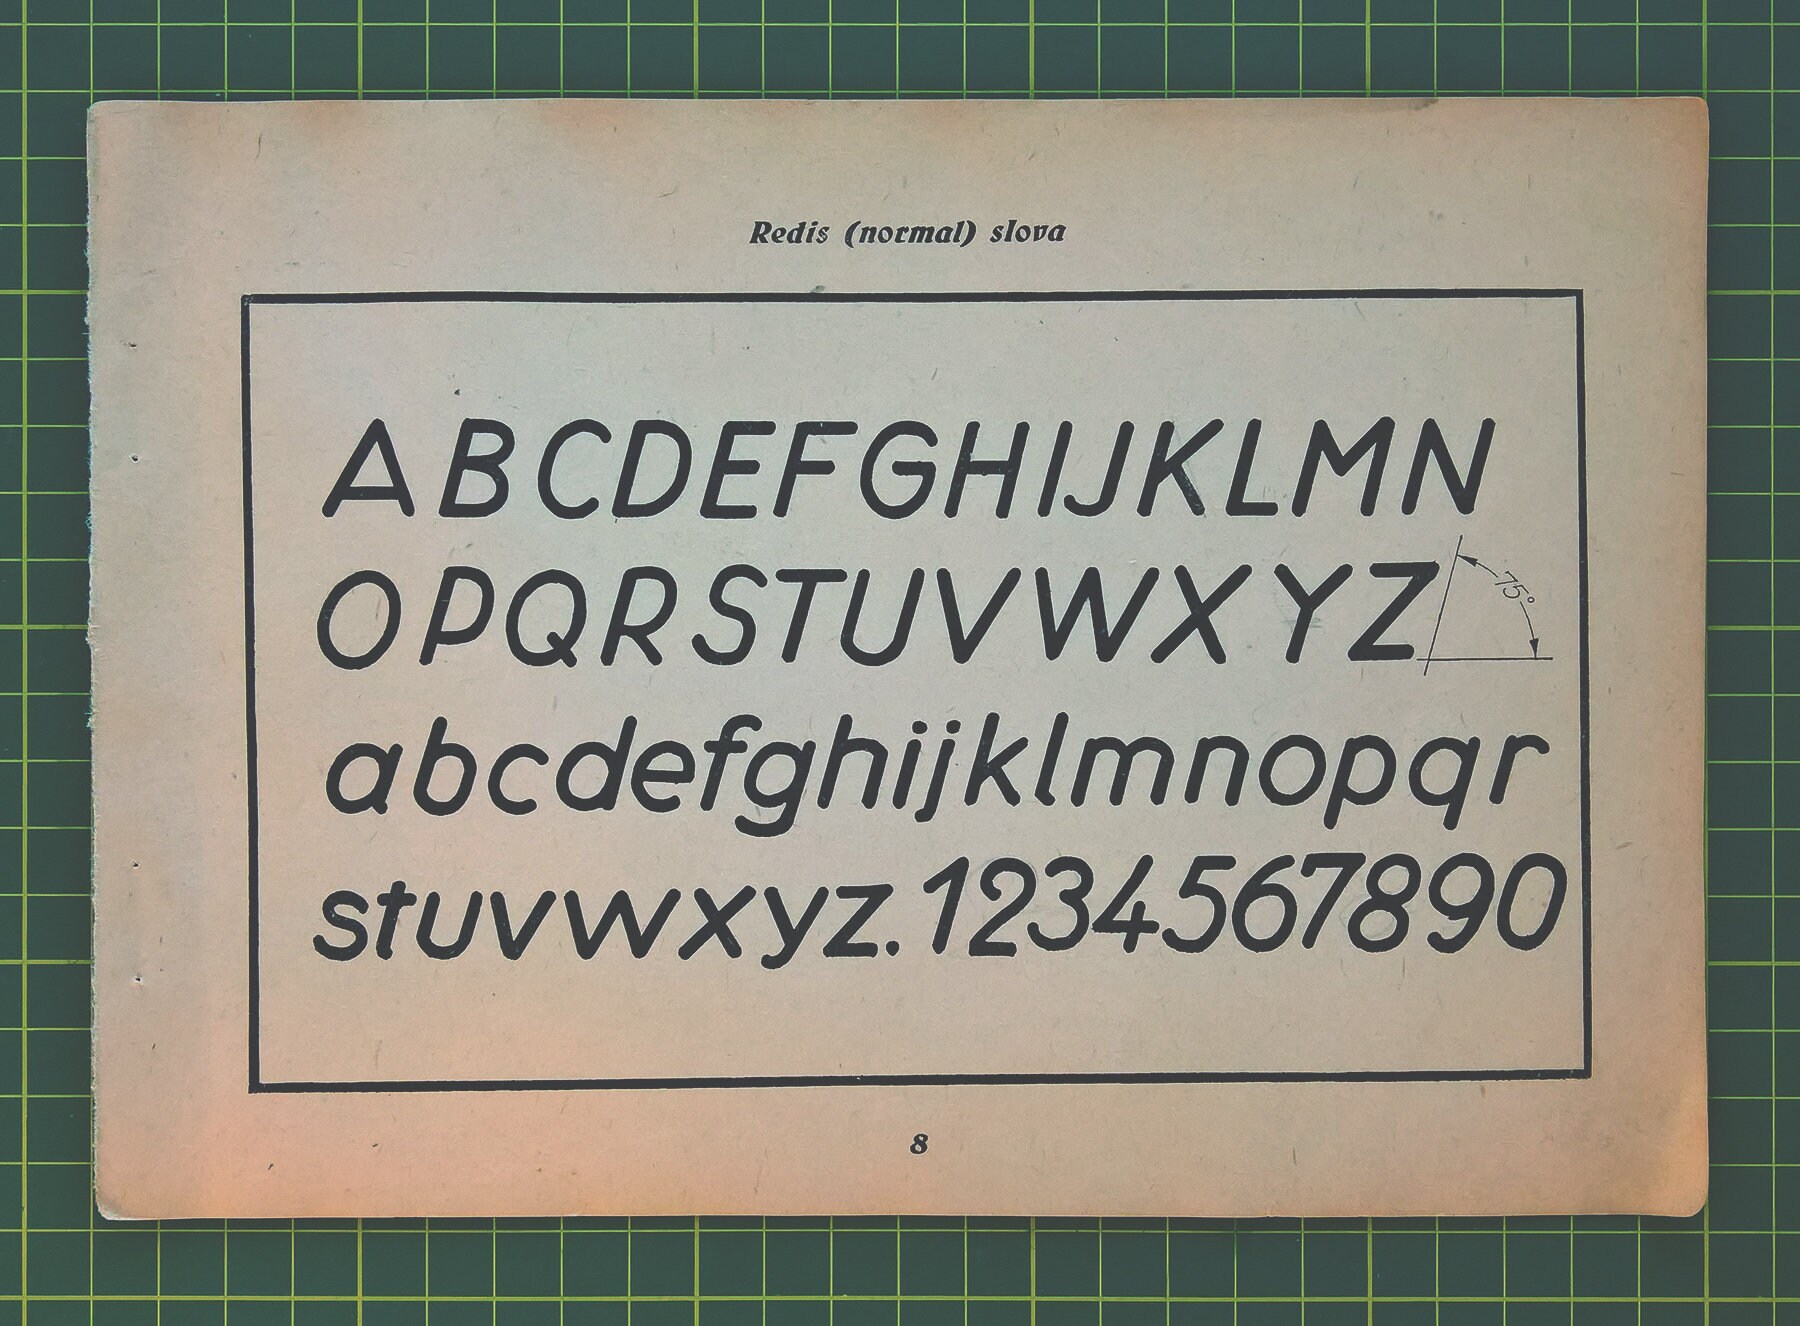 Redis (normal) slova
ABCDEFGHIJKLMN
OPQRSTUVWXYZ 75°
abcdefghijklmnopqr
stuvwxyz. 1234567890
8